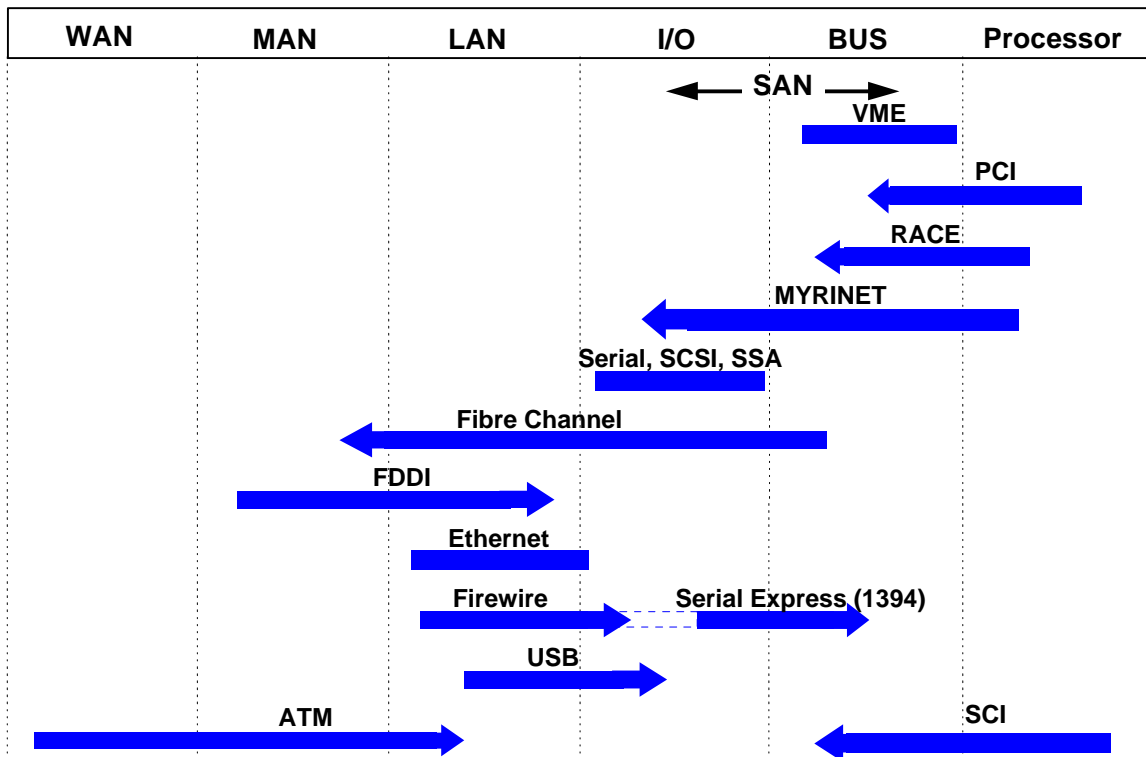 WAN MAN LAN I/O BUS Processor
SAN
VME
PCI
RACE
MYRINET
Serial, SCSI, SSA
Fibre Channel
FDDI
Ethernet
Firewire Serial Express (1394)
USB
ATM SCI